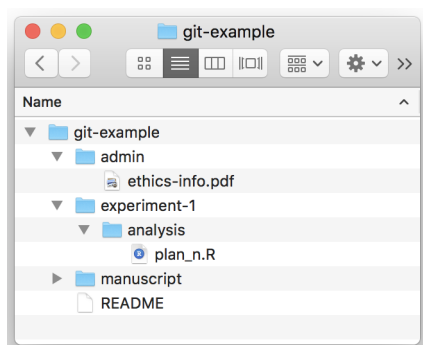 git-example
Name
git-example
admin
ethics-info.pdf
experiment-1
analysis
plan_n.R
manuscript
README